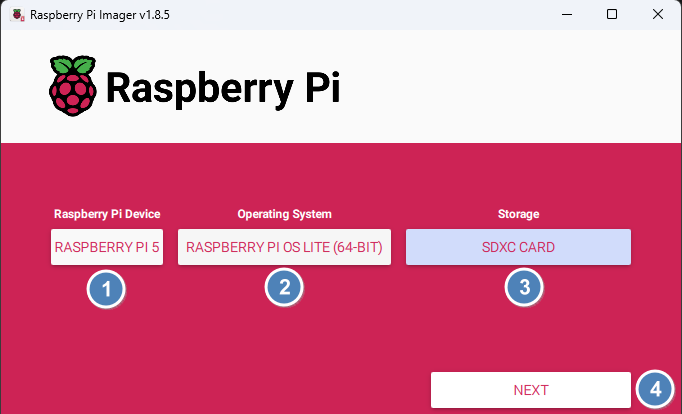 Raspberry Pi Imager v1.8.5
Raspberry Pi
Raspberry Pi Device Operating System Storage
RASPBERRY PI 5 RASPBERRY PI OS LITE (64-BIT) SDXC CARD
1 2 3
NEXT 4